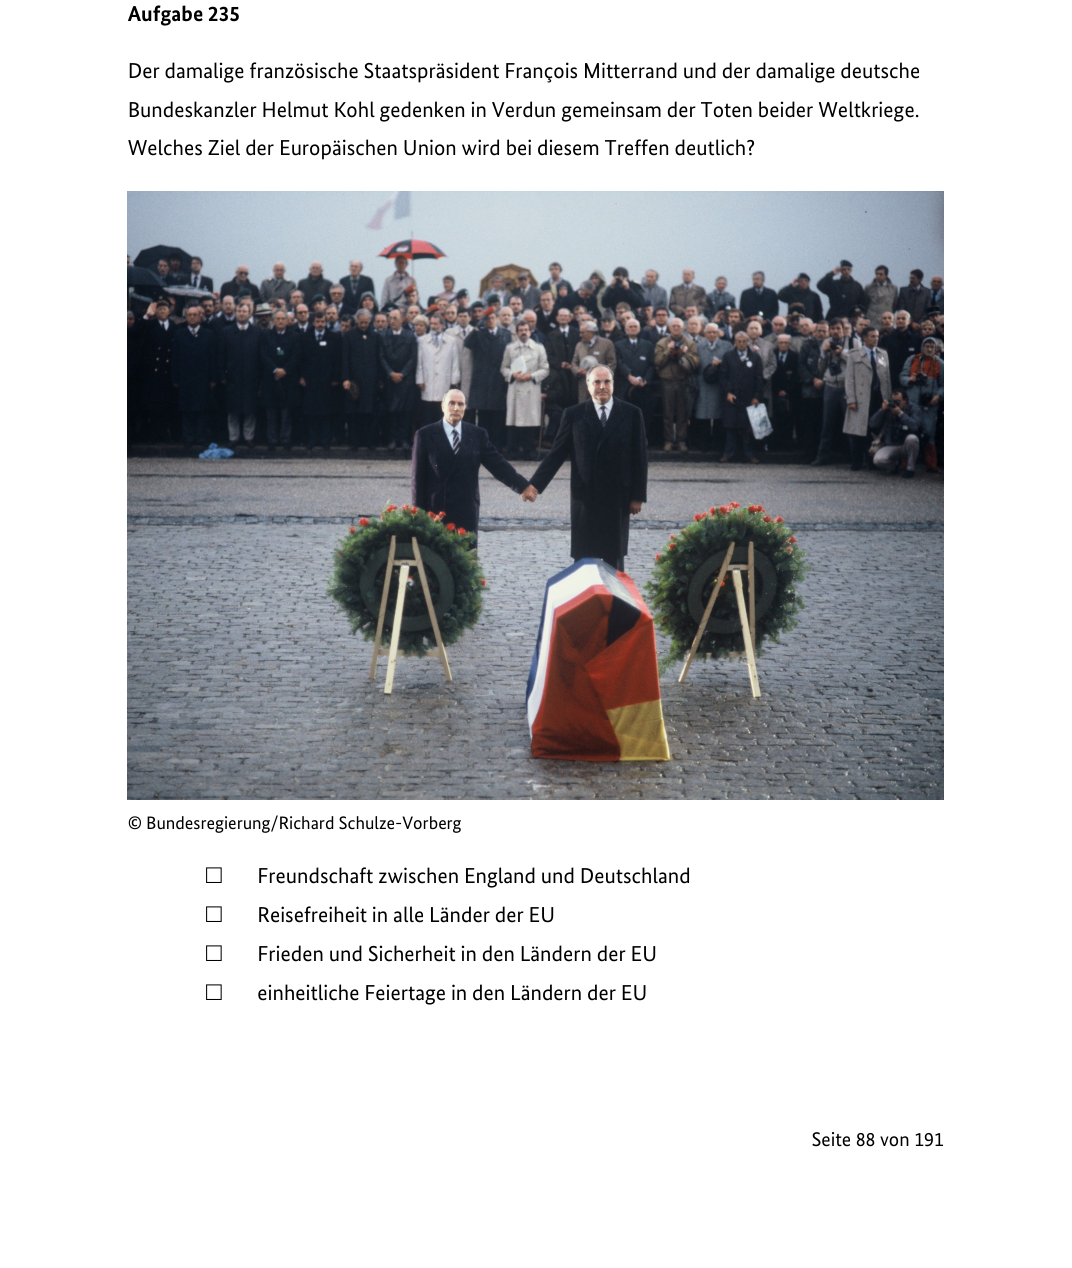 Aufgabe 235
Der damalige französische Staatspräsident François Mitterrand und der damalige deutsche
Bundeskanzler Helmut Kohl gedenken in Verdun gemeinsam der Toten beider Weltkriege.
Welches Ziel der Europäischen Union wird bei diesem Treffen deutlich?
© Bundesregierung/Richard Schulze-Vorberg
☐ Freundschaft zwischen England und Deutschland
☐ Reisefreiheit in alle Länder der EU
☐ Frieden und Sicherheit in den Ländern der EU
☐ einheitliche Feiertage in den Ländern der EU
Seite 88 von 191